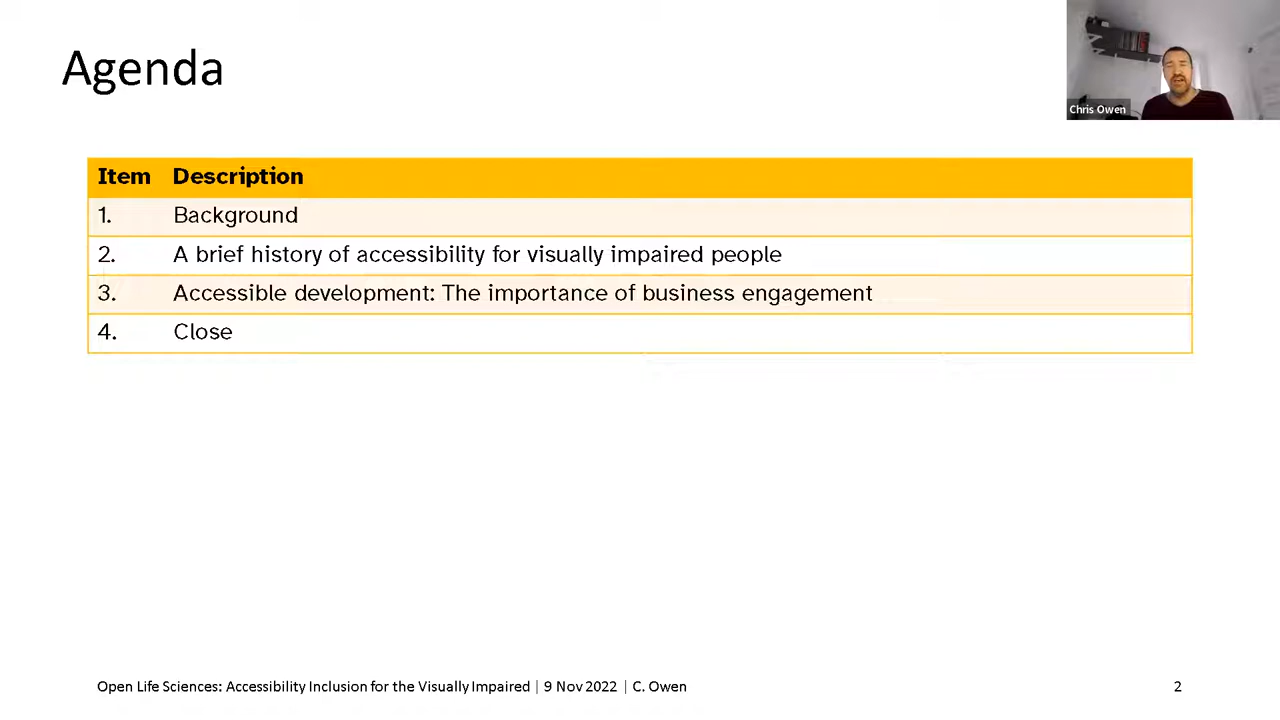 Agenda
Chris Owen
Item Description
1. Background
2. A brief history of accessibility for visually impaired people
3. Accessible development: The importance of business engagement
4. Close
Open Life Sciences: Accessibility Inclusion for the Visually Impaired | 9 Nov 2022 | C. Owen
2